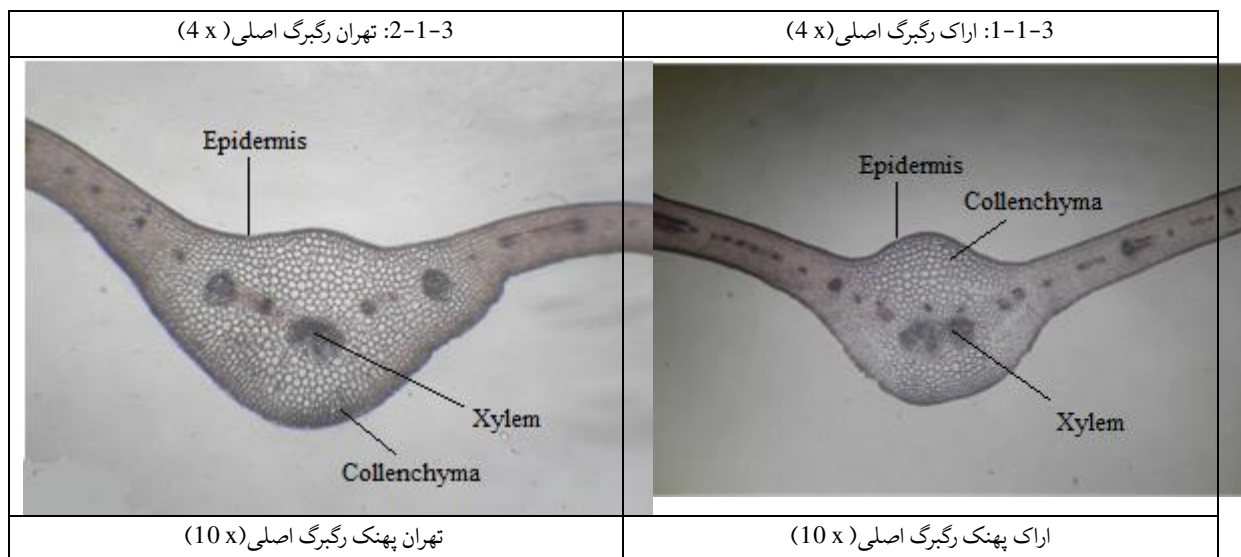 1-1-3: اراک رگبرگ اصلی(4 x)
2-1-3: تهران رگبرگ اصلی( 4 x)
Epidermis
Collenchyma
Xylem
Epidermis
Xylem
Collenchyma
اراک پهنک رگبرگ اصلی( 10 x)
تهران پهنک رگبرگ اصلی(10 x)